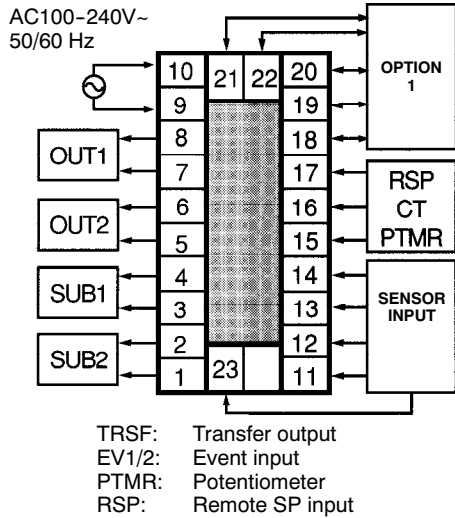 AC100-240V~
50/60 Hz
10 21 22 20
9 19
8 18
7 17
6 16
5 15
4 14
3 13
2 12
1 23 11
OUT1
OUT2
SUB1
SUB2
OPTION
1
RSP
CT
PTMR
SENSOR
INPUT
TRSF: Transfer output
EV1/2: Event input
PTMR: Potentiometer
RSP: Remote SP input